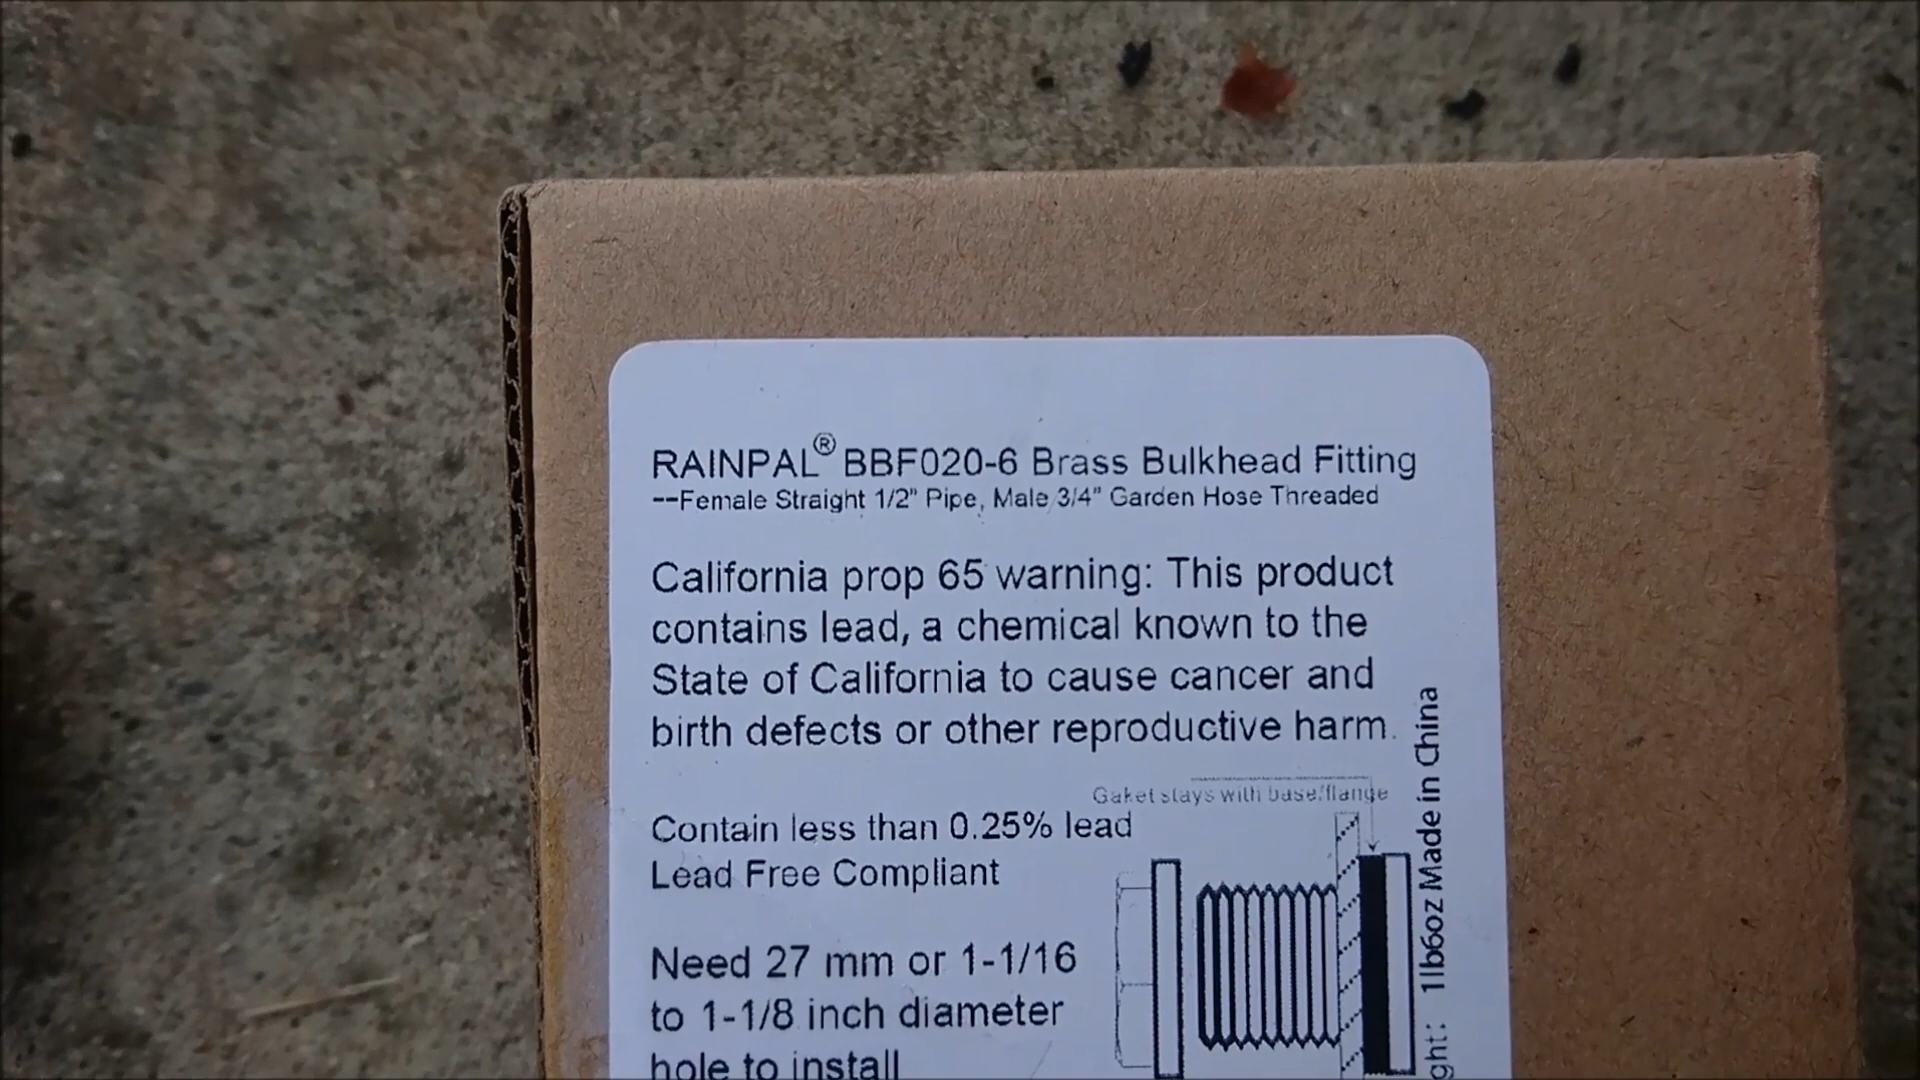 RAINPAL® BBF020-6 Brass Bulkhead Fitting
--Female Straight 1/2" Pipe, Male 3/4" Garden Hose Threaded
California prop 65 warning: This product
contains lead, a chemical known to the
State of California to cause cancer and
birth defects or other reproductive harm.
Gaket stays with base/flange
Contain less than 0.25% lead
Lead Free Compliant
Need 27 mm or 1-1/16
to 1-1/8 inch diameter
hole to install
ght: 1lb6oz Made in China